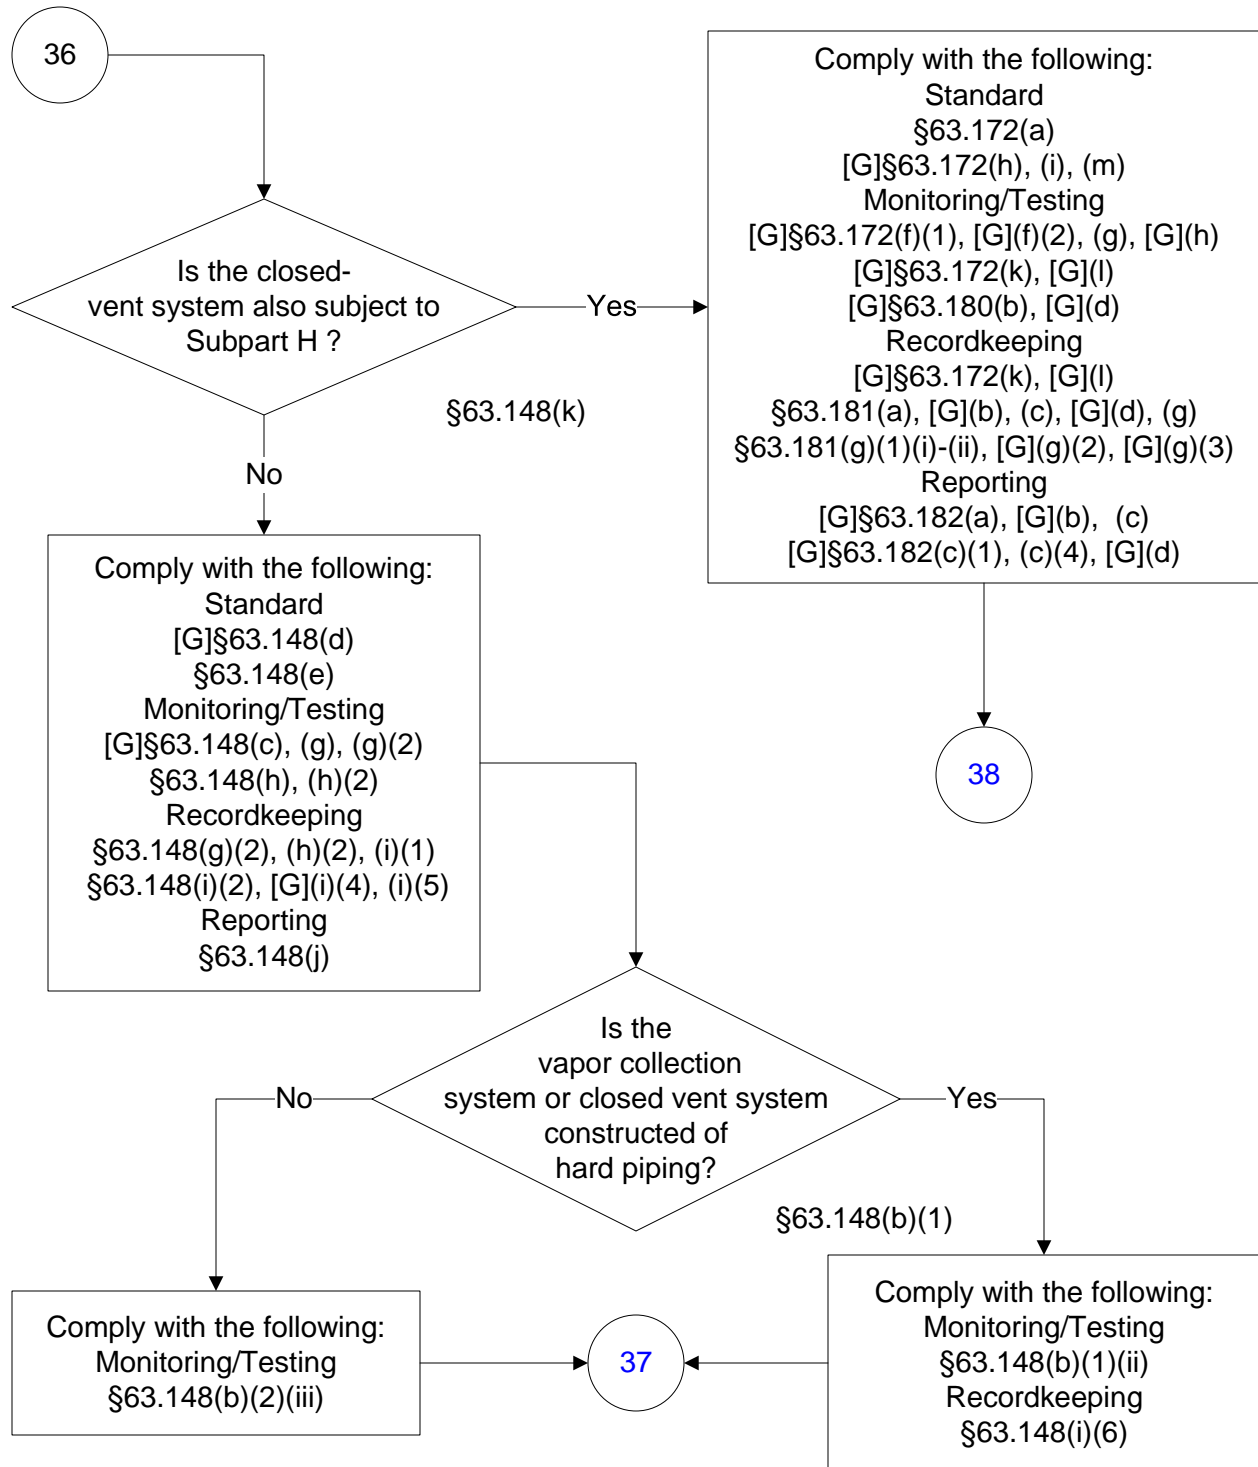 36
Is the closed-
vent system also subject to
Subpart H ?
Yes
§63.148(k)
No
Comply with the following:
Standard
§63.172(a)
[G]§63.172(h), (i), (m)
Monitoring/Testing
[G]§63.172(f)(1), [G](f)(2), (g), [G](h)
[G]§63.172(k), [G](l)
[G]§63.180(b), [G](d)
Recordkeeping
[G]§63.172(k), [G](l)
§63.181(a), [G](b), (c), [G](d), (g)
§63.181(g)(1)(i)-(ii), [G](g)(2), [G](g)(3)
Reporting
[G]§63.182(a), [G](b), (c)
[G]§63.182(c)(1), (c)(4), [G](d)
38
Comply with the following:
Standard
[G]§63.148(d)
§63.148(e)
Monitoring/Testing
[G]§63.148(c), (g), (g)(2)
§63.148(h), (h)(2)
Recordkeeping
§63.148(g)(2), (h)(2), (i)(1)
§63.148(i)(2), [G](i)(4), (i)(5)
Reporting
§63.148(j)
Is the
vapor collection
system or closed vent system
constructed of
hard piping?
No
Yes
§63.148(b)(1)
Comply with the following:
Monitoring/Testing
§63.148(b)(2)(iii)
37
Comply with the following:
Monitoring/Testing
§63.148(b)(1)(ii)
Recordkeeping
§63.148(i)(6)